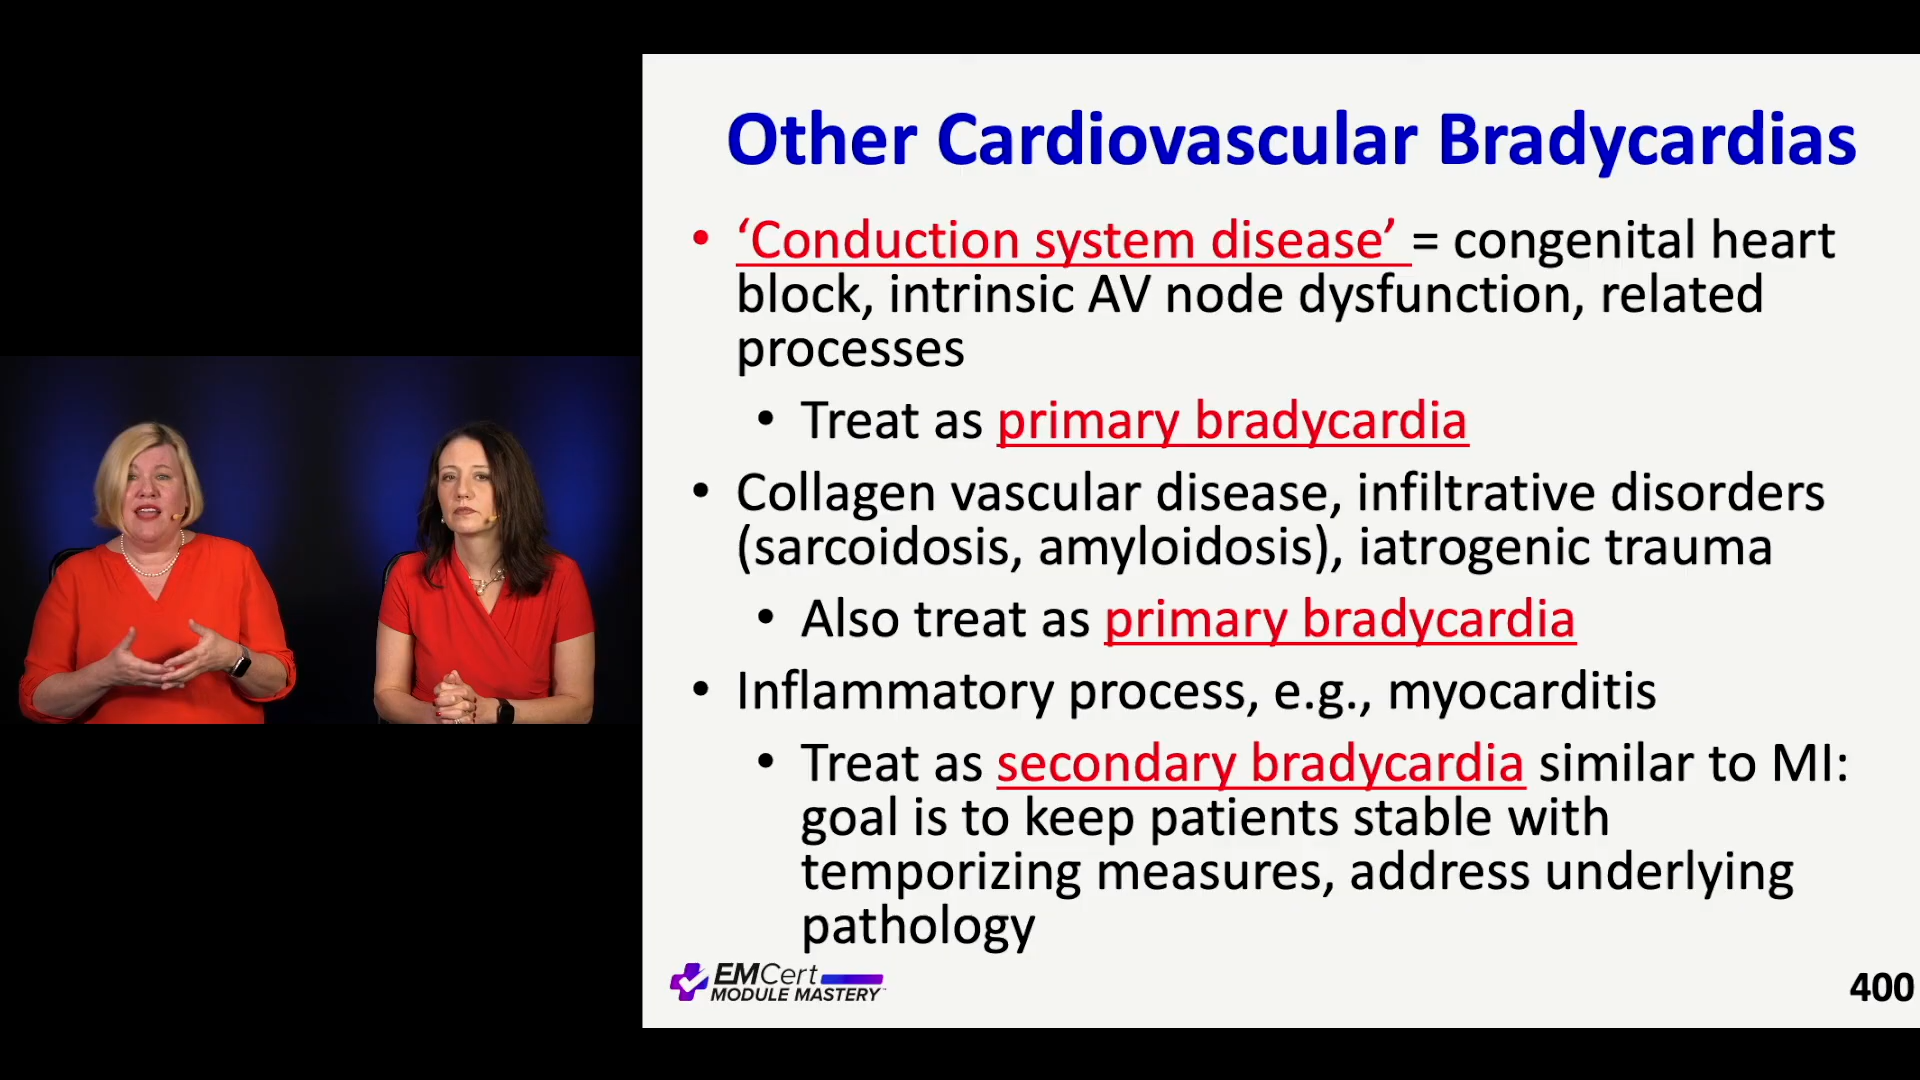 Other Cardiovascular Bradycardias
• ‘Conduction system disease’ = congenital heart
block, intrinsic AV node dysfunction, related
processes
• Treat as primary bradycardia
• Collagen vascular disease, infiltrative disorders
(sarcoidosis, amyloidosis), iatrogenic trauma
• Also treat as primary bradycardia
• Inflammatory process, e.g., myocarditis
• Treat as secondary bradycardia similar to MI:
goal is to keep patients stable with
temporizing measures, address underlying
pathology
EMCert
MODULE MASTERY™
400